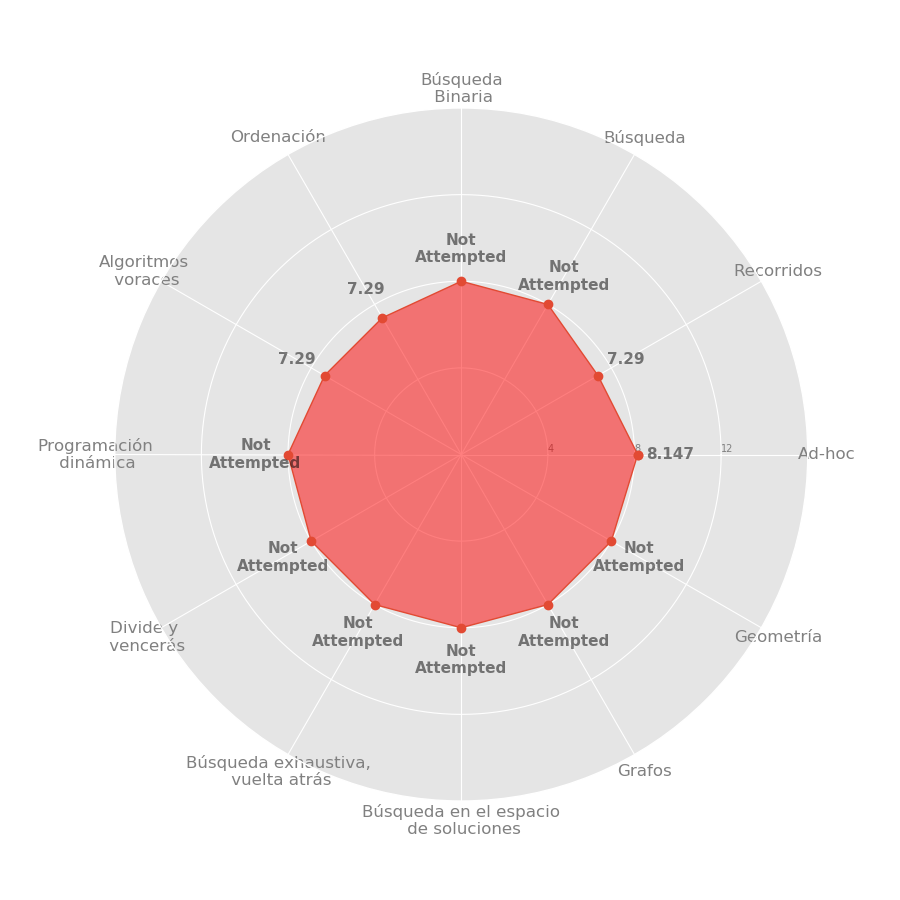 Búsqueda
Binaria
Ordenación
Búsqueda
Not
Attempted
Not
Attempted
Algoritmos
voraces
Recorridos
7.29
7.29
7.29
Programación
dinámica
Not
Attempted
4
8
12
8.147
Ad-hoc
Not
Attempted
Not
Attempted
Divide y
vencerás
Not
Attempted
Not
Attempted
Geometría
Not
Attempted
Búsqueda exhaustiva,
vuelta atrás
Grafos
Búsqueda en el espacio
de soluciones